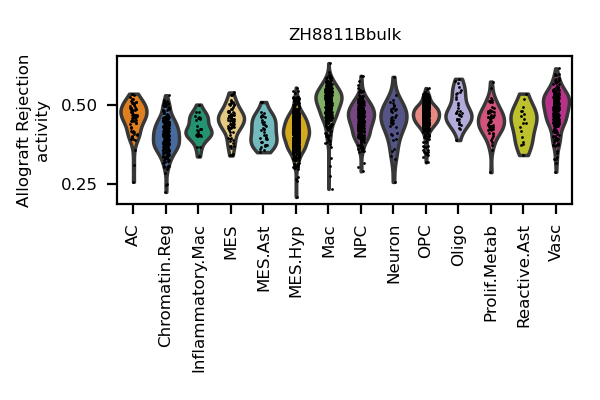 ZH8811Bbulk
Allograft Rejection
activity
0.50
0.25
AC
Chromatin.Reg
Inflammatory.Mac
MES
MES.Ast
MES.Hyp
Mac
NPC
Neuron
OPC
Oligo
Prolif.Metab
Reactive.Ast
Vasc